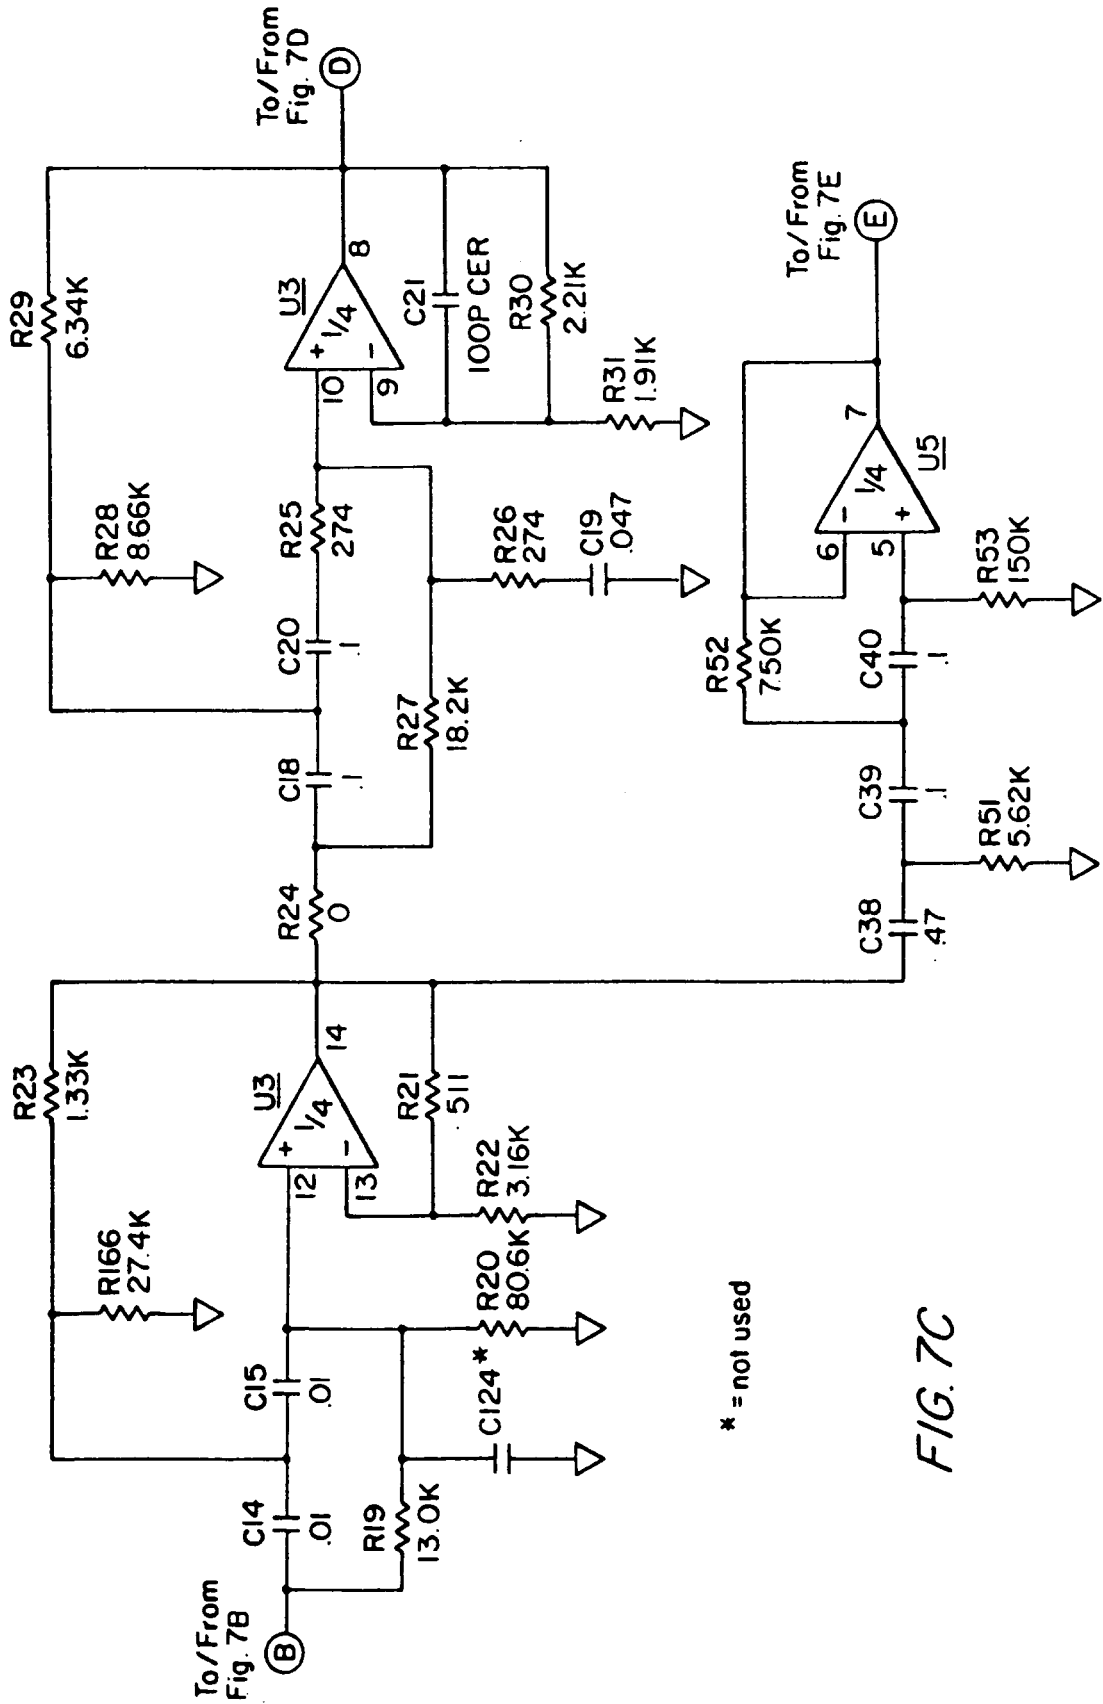 To/From
Fig. 7B
B
C14
.01
R19
13.0K
C15
.01
C124*
R166
27.4K
R20
80.6K
R22
3.16K
R23
1.33K
U3
1/4
+
-
12
13
14
R21
511
R24
0
C18
.1
R27
18.2K
C20
.1
R28
8.66K
R25
274
R26
274
C19
.047
R29
6.34K
U3
1/4
+
-
10
9
8
C21
100P CER
R30
2.21K
R31
1.91K
To/From
Fig. 7D
D
C38
.47
R51
5.62K
C39
.1
C40
.1
R52
7.50K
R53
150K
6
5
-
+
1/4
7
U5
To/From
Fig. 7E
E
* = not used
FIG. 7C